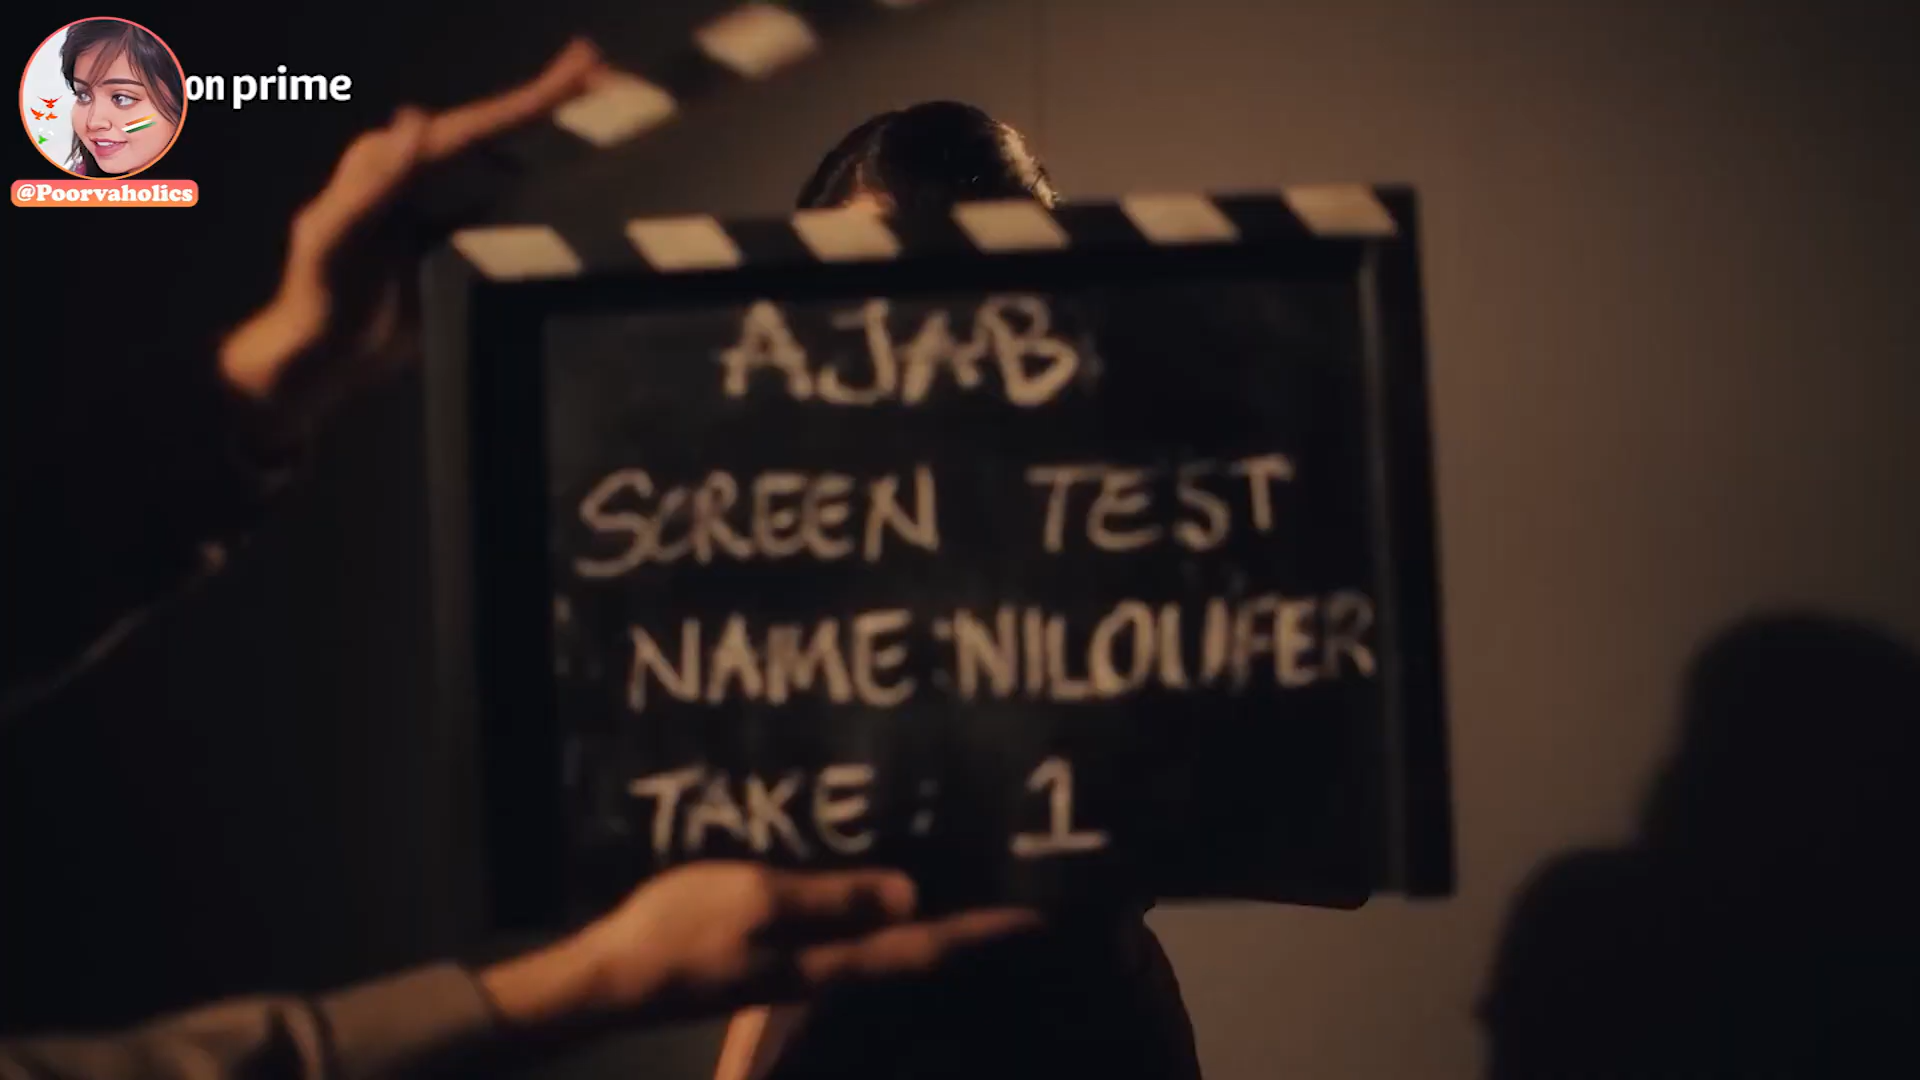 on prime
@Poorvaholics
AJAB
SCREEN TEST
NAME:NILOUFER
TAKE: 1